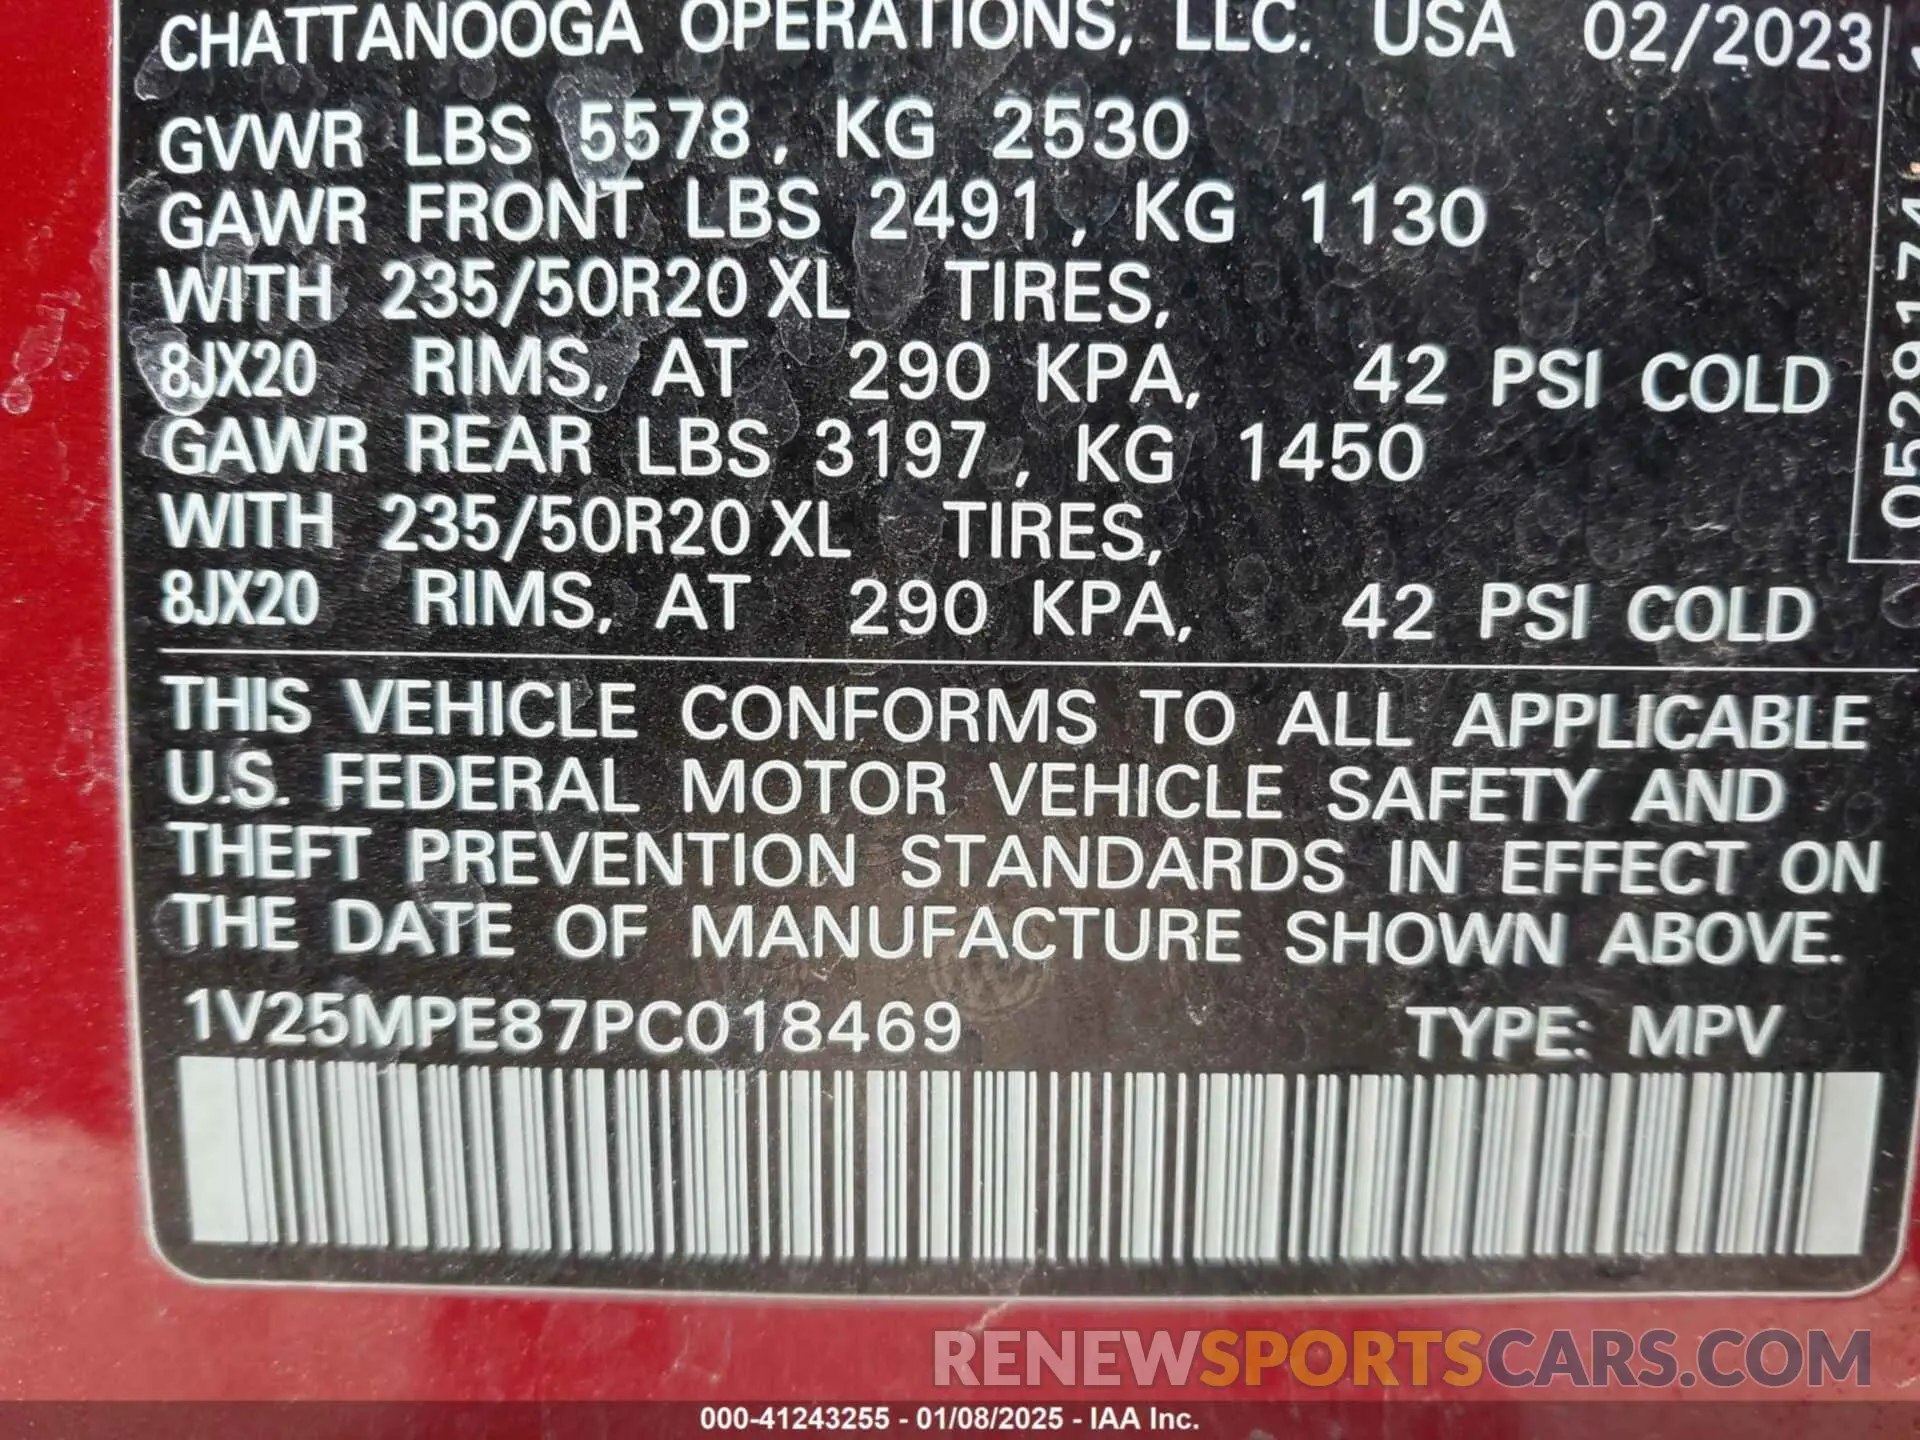 CHATTANOOGA OPERATIONS, LLC. USA 02/2023
GVWR LBS 5578, KG 2530
GAWR FRONT LBS 2491, KG 1130
WITH 235/50R20 XL TIRES,
8JX20 RIMS, AT 290 KPA, 42 PSI COLD
GAWR REAR LBS 3197, KG 1450
WITH 235/50R20 XL TIRES,
8JX20 RIMS, AT 290 KPA, 42 PSI COLD
THIS VEHICLE CONFORMS TO ALL APPLICABLE
U.S. FEDERAL MOTOR VEHICLE SAFETY AND
THEFT PREVENTION STANDARDS IN EFFECT ON
THE DATE OF MANUFACTURE SHOWN ABOVE.
1V25MPE87PC018469 TYPE: MPV
RENEWSPORTSCARS.COM
000-41243255 - 01/08/2025 - IAA Inc.